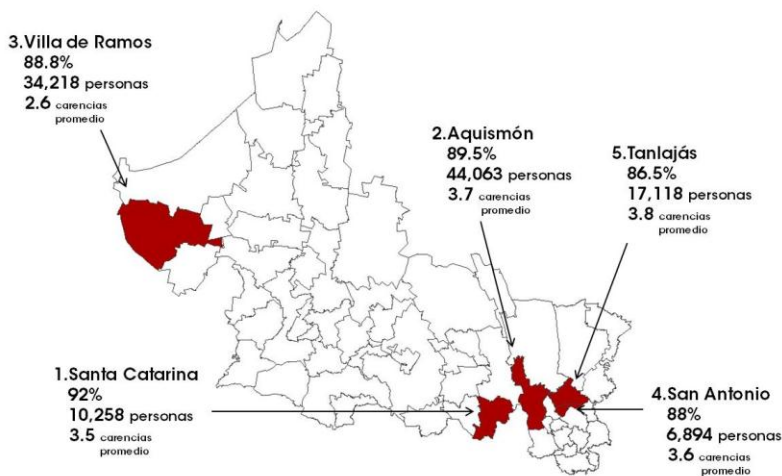 3.Villa de Ramos
88.8%
34,218 personas
2.6 carencias
promedio
2.Aquismón
89.5%
44,063 personas
3.7 carencias
promedio
5.Tanlajás
86.5%
17,118 personas
3.8 carencias
promedio
1.Santa Catarina
92%
10,258 personas
3.5 carencias
promedio
4.San Antonio
88%
6,894 personas
3.6 carencias
promedio